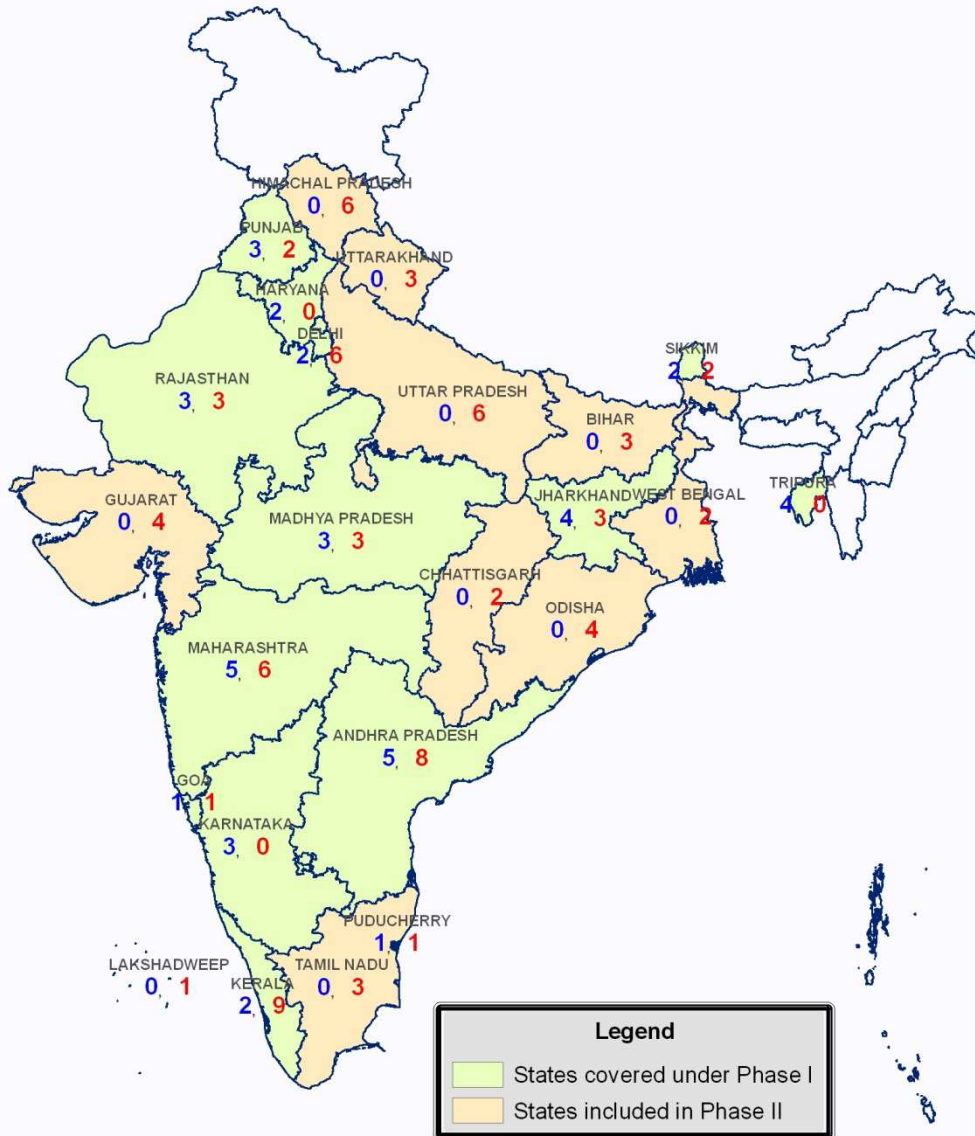 HIMACHAL PRADESH
0, 6
PUNJAB
3, 2
UTTARAKHAND
0, 3
HARYANA
2, 0
DELHI
2, 6
SIKKIM
2, 2
RAJASTHAN
3, 3
UTTAR PRADESH
0, 6
BIHAR
0, 3
GUJARAT
0, 4
MADHYA PRADESH
3, 3
JHARKHAND
4, 3
WEST BENGAL
0, 2
TRIPURA
4, 0
CHHATTISGARH
0, 2
ODISHA
0, 4
MAHARASHTRA
5, 6
ANDHRA PRADESH
5, 8
GOA
1, 1
KARNATAKA
3, 0
PUDUCHERRY
1, 1
LAKSHADWEEP
0, 1
KERALA
2, 9
TAMIL NADU
0, 3
Legend
States covered under Phase I
States included in Phase II